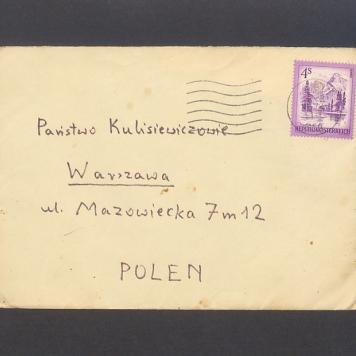 4S
REPUBLIK ÖSTERREICH
Państwo Kulisiewiczowie
Warszawa
ul. Mazowiecka 7 m 12
POLEN